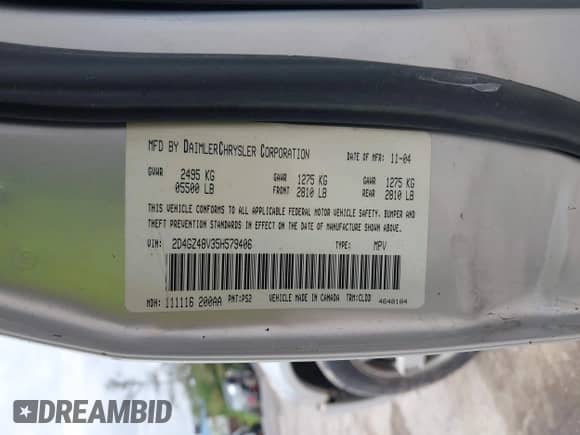 MFD BY DAIMLERCHRYSLER CORPORATION DATE OF MFR: 11-04
GVWR 2495 KG GAWR 1275 KG GAWR 1275 KG
05500 LB FRONT 2810 LB REAR 2810 LB
THIS VEHICLE CONFORMS TO ALL APPLICABLE FEDERAL MOTOR VEHICLE SAFETY, BUMPER AND
THEFT PREVENTION STANDARDS IN EFFECT ON THE DATE OF MANUFACTURE SHOWN ABOVE.
VIN: 2D4GZ48V35H579406 TYPE: MPV
MDH: 111116 200AA PNT: PS2 VEHICLE MADE IN CANADA TRM: CLDD 4648104
DREAMBID